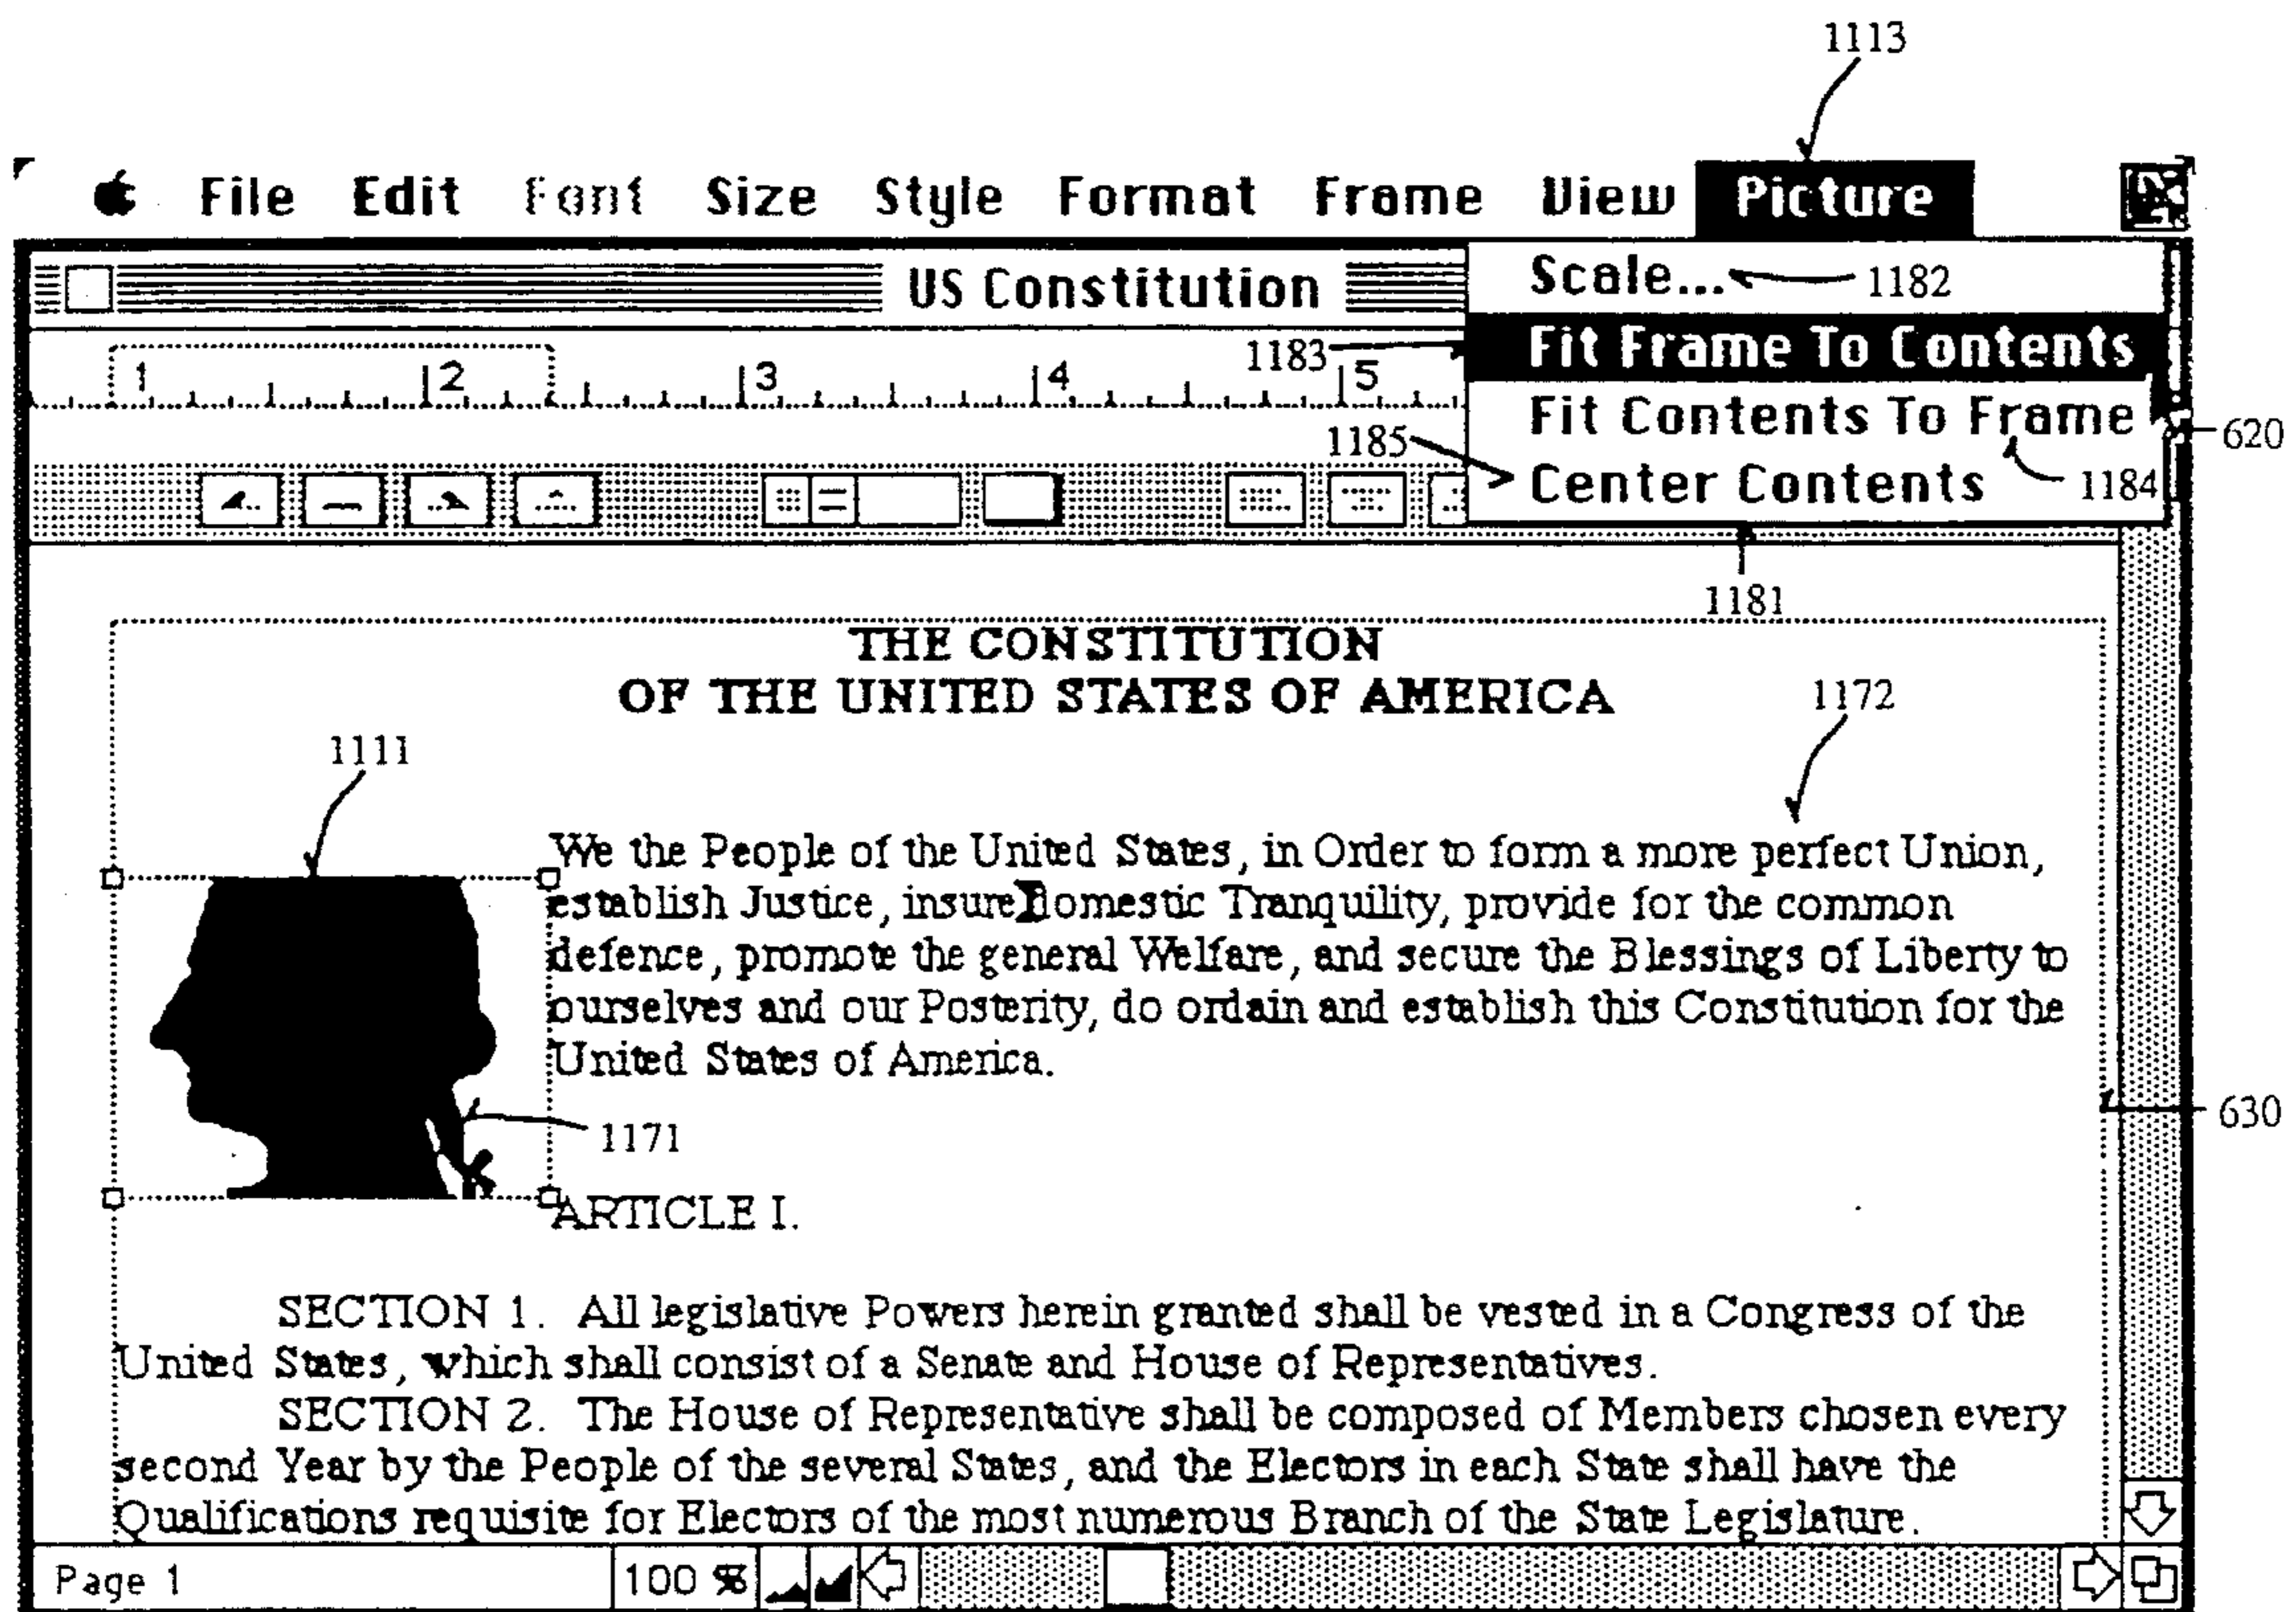 1113
File Edit Font Size Style Format Frame View Picture
US Constitution
Scale...
1182
1183
Fit Frame To Contents
1 2 3 4 5
Fit Contents To Frame
620
1185
Center Contents
1184
1181
THE CONSTITUTION
OF THE UNITED STATES OF AMERICA
1172
1111
We the People of the United States, in Order to form a more perfect Union,
establish Justice, insure Domestic Tranquility, provide for the common
defence, promote the general Welfare, and secure the Blessings of Liberty to
ourselves and our Posterity, do ordain and establish this Constitution for the
United States of America.
1171
630
ARTICLE I.
SECTION 1. All legislative Powers herein granted shall be vested in a Congress of the
United States, which shall consist of a Senate and House of Representatives.
SECTION 2. The House of Representative shall be composed of Members chosen every
second Year by the People of the several States, and the Electors in each State shall have the
Qualifications requisite for Electors of the most numerous Branch of the State Legislature.
Page 1 100 %